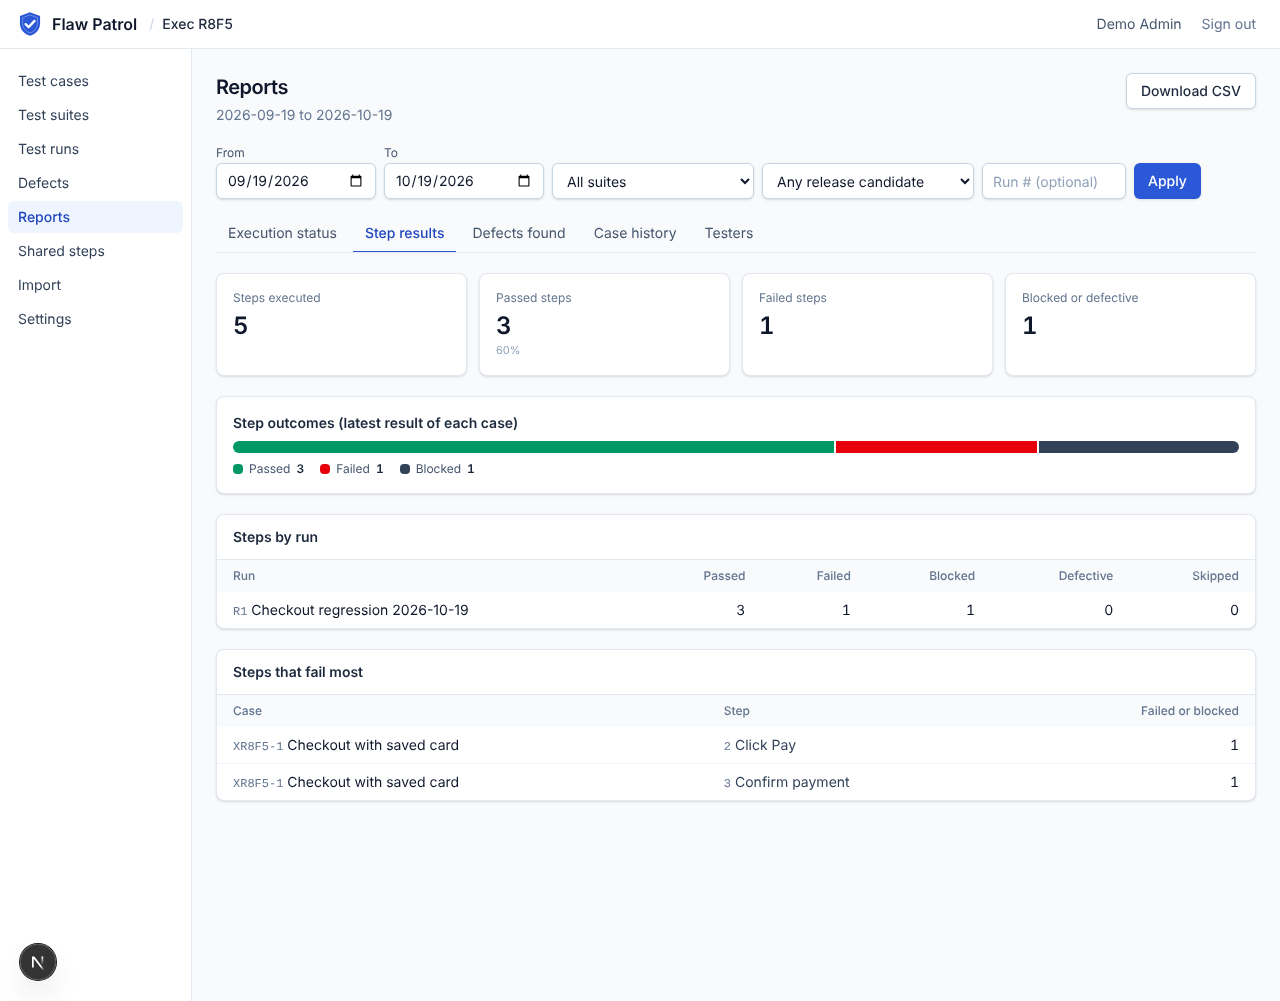 Flaw Patrol / Exec R8F5
Demo Admin Sign out
Test cases
Test suites
Test runs
Defects
Reports
Shared steps
Import
Settings
Reports
2026-09-19 to 2026-10-19
Download CSV
From To
09/19/2026 10/19/2026 All suites Any release candidate Run # (optional) Apply
Execution status Step results Defects found Case history Testers
Steps executed
5
Passed steps
3
60%
Failed steps
1
Blocked or defective
1
Step outcomes (latest result of each case)
Passed 3 Failed 1 Blocked 1
Steps by run
Run Passed Failed Blocked Defective Skipped
R1 Checkout regression 2026-10-19 3 1 1 0 0
Steps that fail most
Case Step Failed or blocked
XR8F5-1 Checkout with saved card 2 Click Pay 1
XR8F5-1 Checkout with saved card 3 Confirm payment 1
N